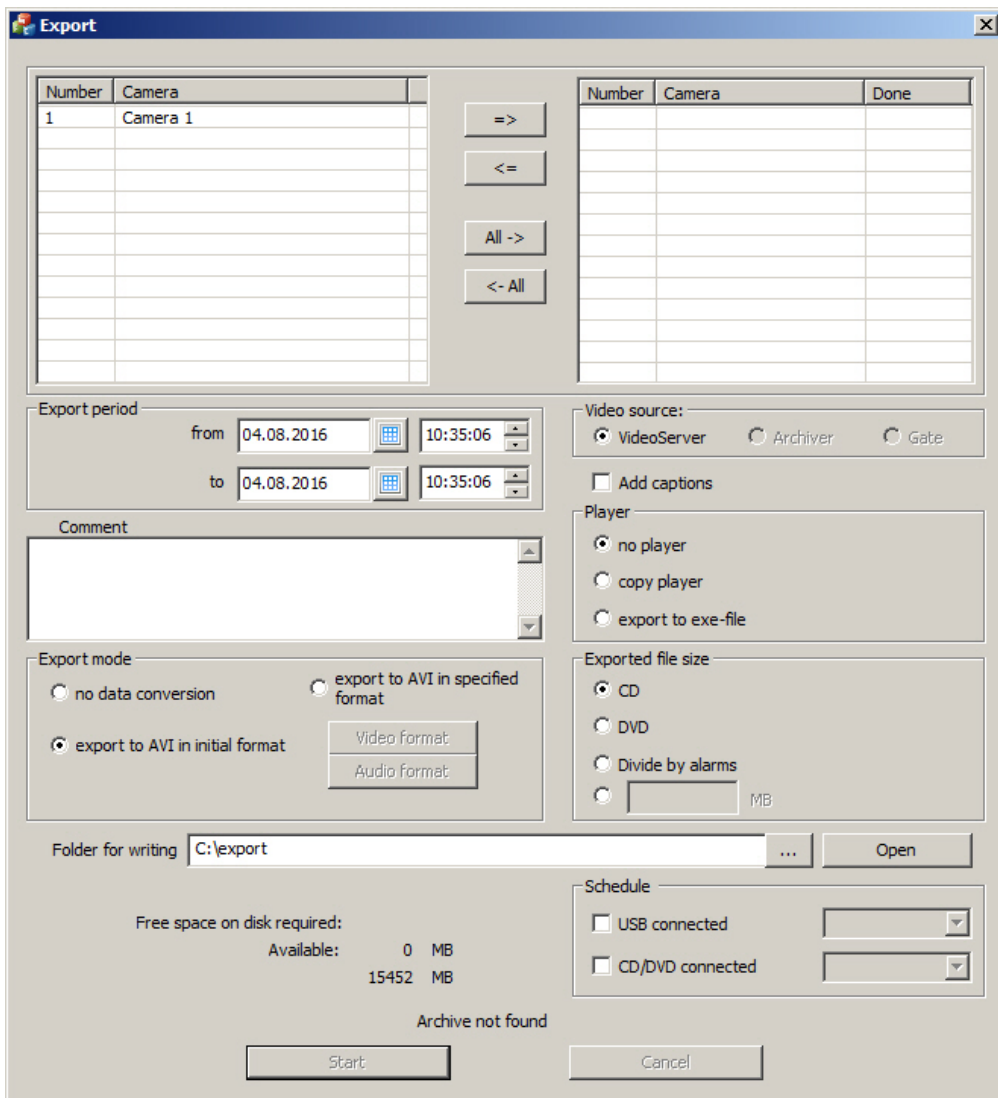 Export
Number Camera
1 Camera 1
=>
<=
All ->
<- All
Number Camera Done
Export period
from 04.08.2016 10:35:06
to 04.08.2016 10:35:06
Comment
Video source:
VideoServer Archiver Gate
Add captions
Player
no player
copy player
export to exe-file
Export mode
no data conversion
export to AVI in specified
format
export to AVI in initial format
Video format
Audio format
Exported file size
CD
DVD
Divide by alarms
MB
Folder for writing C:\export ... Open
Free space on disk required:
Available: 0 MB
15452 MB
Schedule
USB connected
CD/DVD connected
Archive not found
Start Cancel